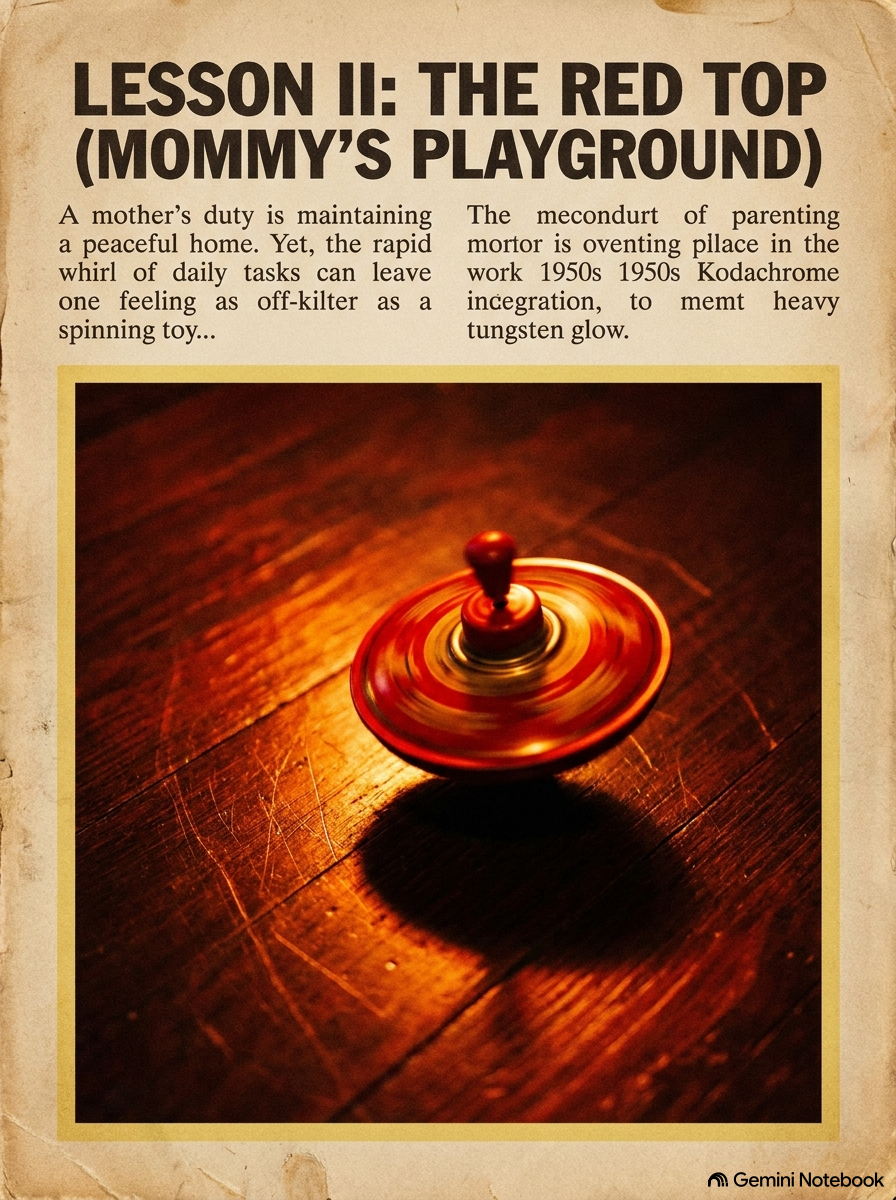 LESSON II: THE RED TOP
(MOMMY’S PLAYGROUND)
A mother’s duty is maintaining
a peaceful home. Yet, the rapid
whirl of daily tasks can leave
one feeling as off-kilter as a
spinning toy...
The mecondurt of parenting
mortor is oventing pllace in the
work 1950s 1950s Kodachrome
incegration, to memt heavy
tungsten glow.
Gemini Notebook